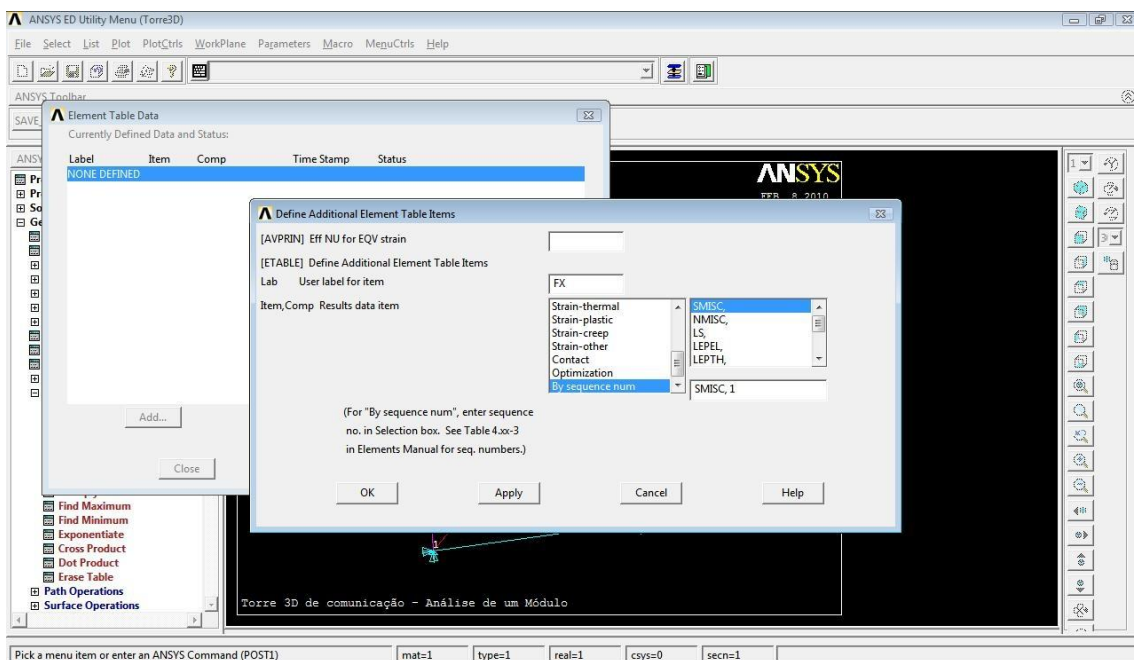 ANSYS ED Utility Menu (Torre3D)
File Select List Plot PlotCtrls WorkPlane Parameters Macro MenuCtrls Help
ANSYS Toolbar
SAVE
Element Table Data
Currently Defined Data and Status:
Label Item Comp Time Stamp Status
NONE DEFINED
Add...
Close
ANSYS
FEB 8 2010
Define Additional Element Table Items
[AVPRIN] Eff NU for EQV strain
[ETABLE] Define Additional Element Table Items
Lab User label for item
FX
Item,Comp Results data item
Strain-thermal
Strain-plastic
Strain-creep
Strain-other
Contact
Optimization
By sequence num
SMISC,
NMISC,
LS,
LEPEL,
LEPTH,
SMISC, 1
(For "By sequence num", enter sequence
no. in Selection box. See Table 4.xx-3
in Elements Manual for seq. numbers.)
OK Apply Cancel Help
Find Maximum
Find Minimum
Exponentiate
Cross Product
Dot Product
Erase Table
Path Operations
Surface Operations
1
Torre 3D de comunicação - Análise de um Módulo
1
3
Pick a menu item or enter an ANSYS Command (POST1) mat=1 type=1 real=1 csys=0 secn=1